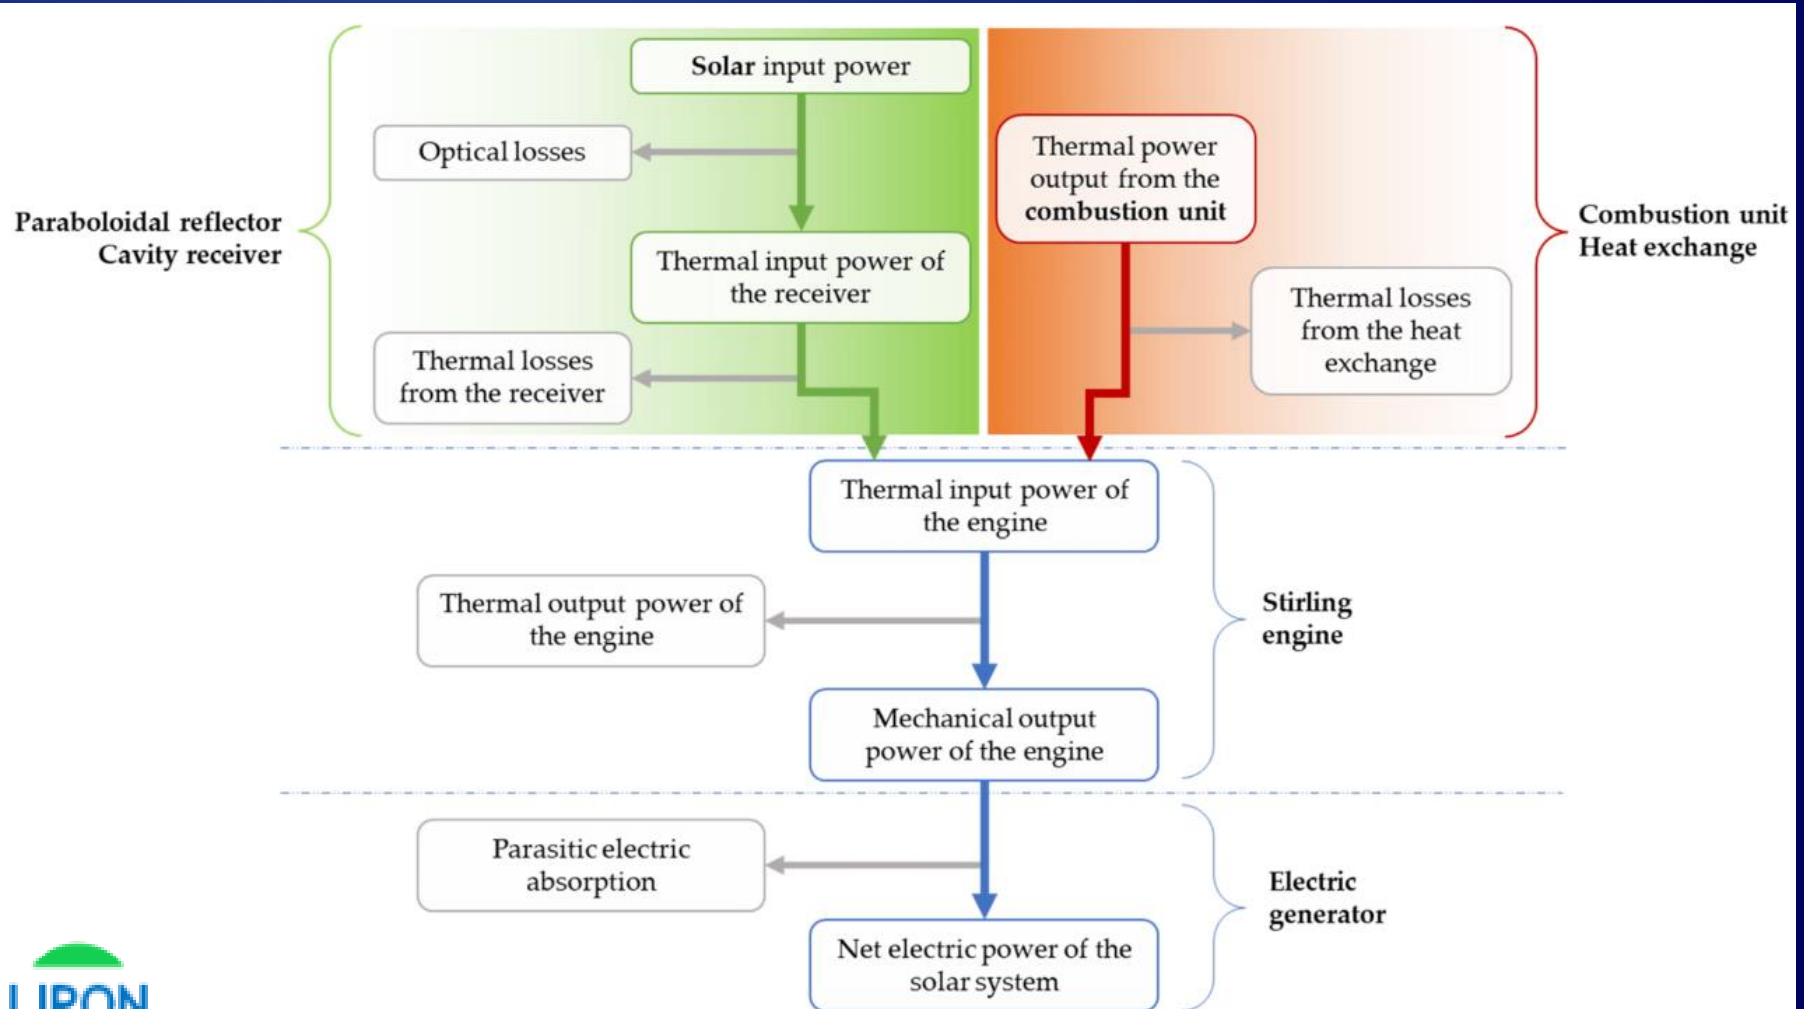 Solar input power
Optical losses
Thermal power
output from the
combustion unit
Paraboloidal reflector
Cavity receiver
Combustion unit
Heat exchange
Thermal input power of
the receiver
Thermal losses
from the heat
exchange
Thermal losses
from the receiver
Thermal input power of
the engine
Thermal output power of
the engine
Stirling
engine
Mechanical output
power of the engine
Parasitic electric
absorption
Electric
generator
Net electric power of the
solar system